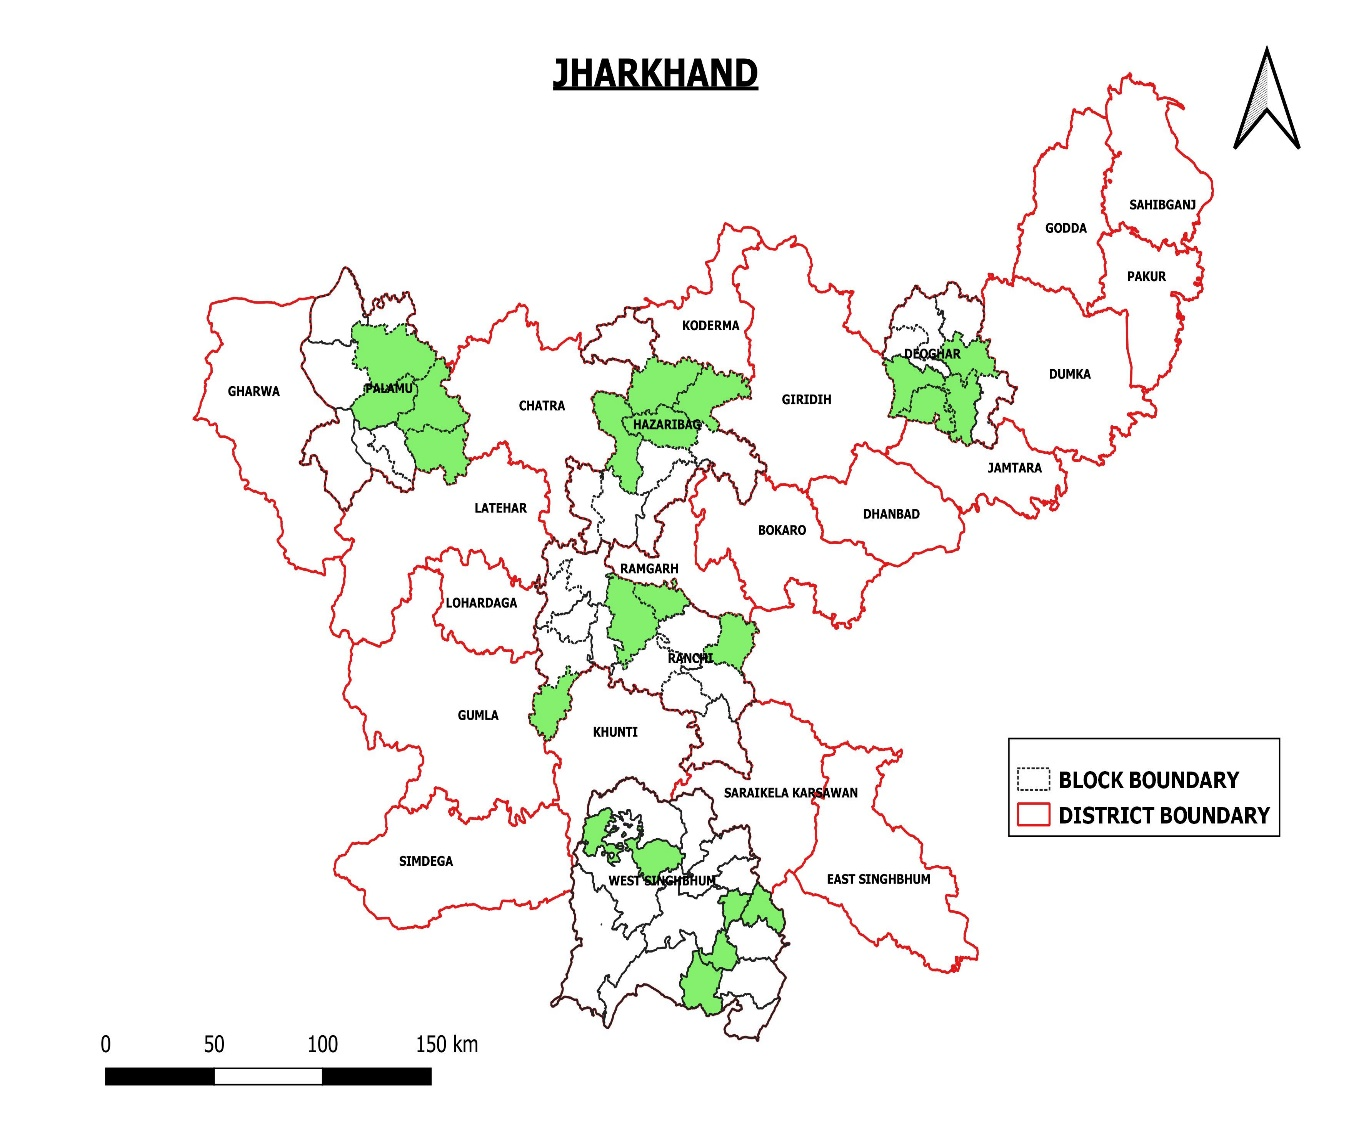 JHARKHAND
SAHIBGANJ
GODDA
PAKUR
KODERMA
DEOGHAR
DUMKA
GHARWA
PALAMU
CHATRA
GIRIDIH
HAZARIBAG
JAMTARA
LATEHAR
DHANBAD
BOKARO
RAMGARH
LOHARDAGA
RANCHI
GUMLA
KHUNTI
BLOCK BOUNDARY
DISTRICT BOUNDARY
SARAIKELA KARSAWAN
SIMDEGA
WEST SINGHBHUM
EAST SINGHBHUM
0 50 100 150 km